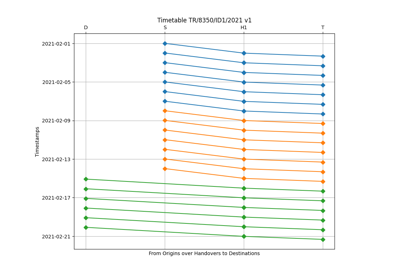 Timetable TR/8350/ID1/2021 v1
D S H1 T
2021-02-01
2021-02-05
2021-02-09
2021-02-13
2021-02-17
2021-02-21
Timestamps
From Origins over Handovers to Destinations